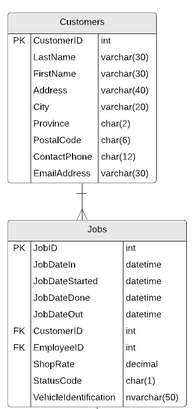 Customers
PK CustomerID int
LastName varchar(30)
FirstName varchar(30)
Address varchar(40)
City varchar(20)
Province char(2)
PostalCode char(6)
ContactPhone char(12)
EmailAddress varchar(30)
Jobs
PK JobID int
JobDateIn datetime
JobDateStarted datetime
JobDateDone datetime
JobDateOut datetime
FK CustomerID int
FK EmployeeID int
ShopRate decimal
StatusCode char(1)
VehicleIdentification nvarchar(50)